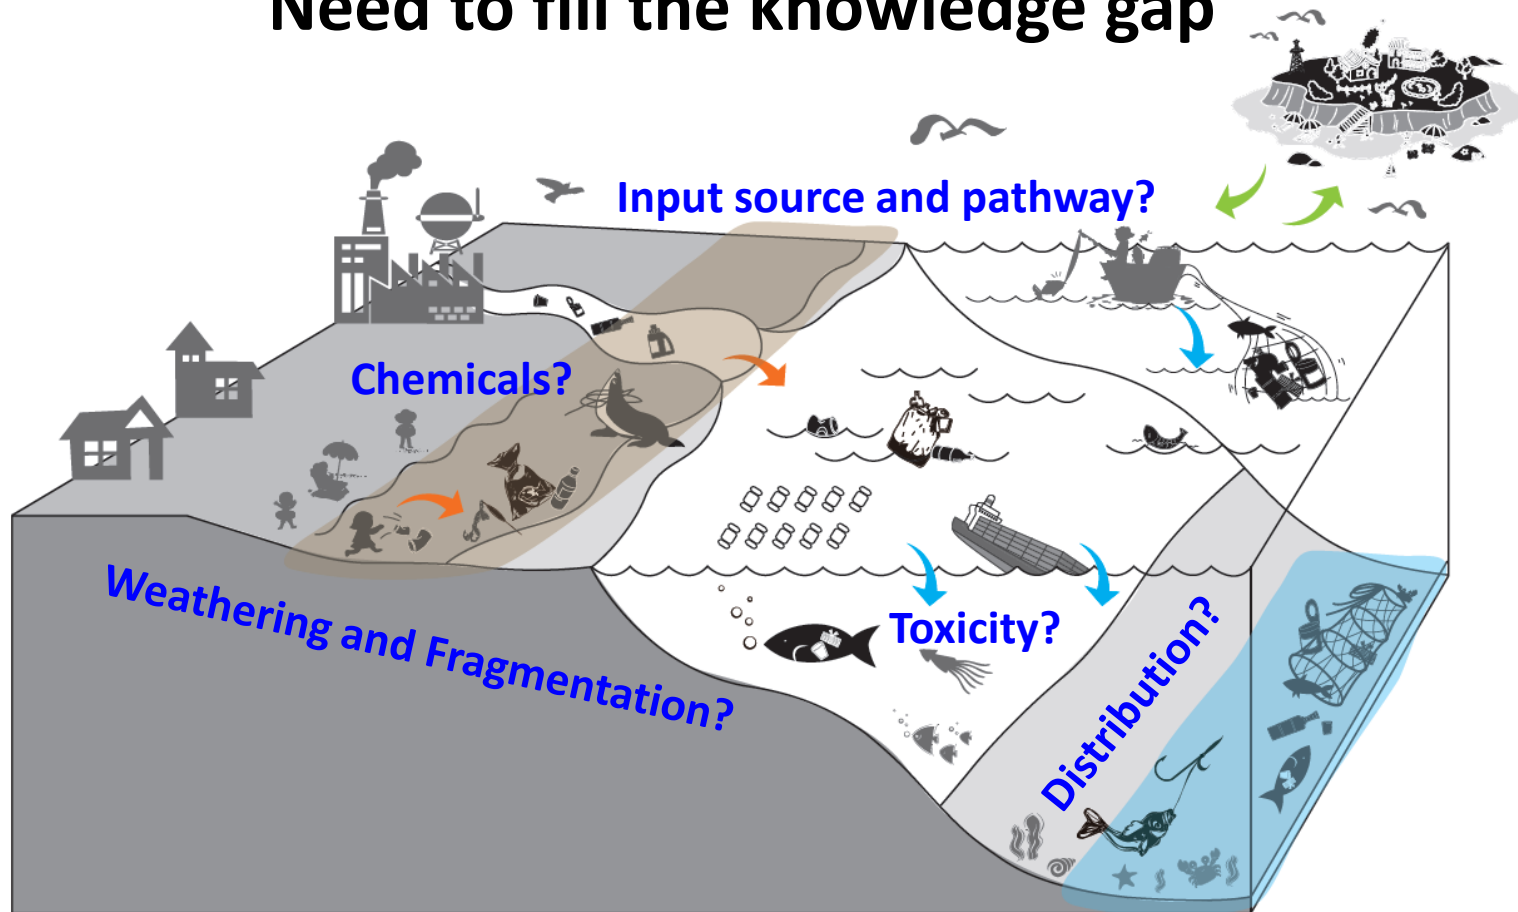 Need to fill the knowledge gap
Input source and pathway?
Chemicals?
Weathering and Fragmentation?
Toxicity?
Distribution?